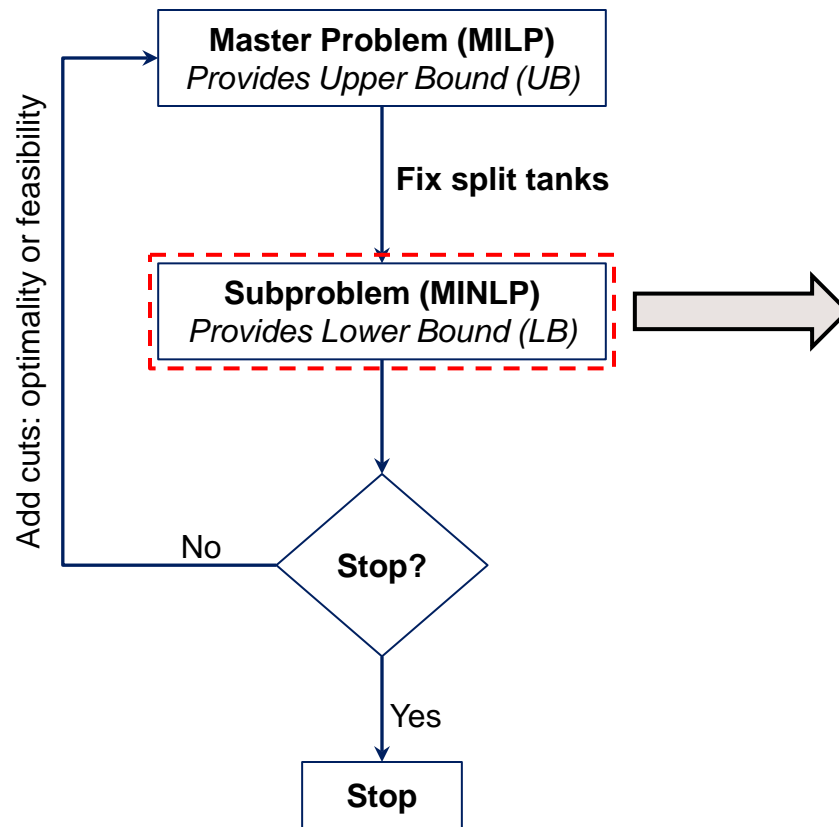 Master Problem (MILP)
Provides Upper Bound (UB)
Fix split tanks
Subproblem (MINLP)
Provides Lower Bound (LB)
Add cuts: optimality or feasibility
No
Stop?
Yes
Stop